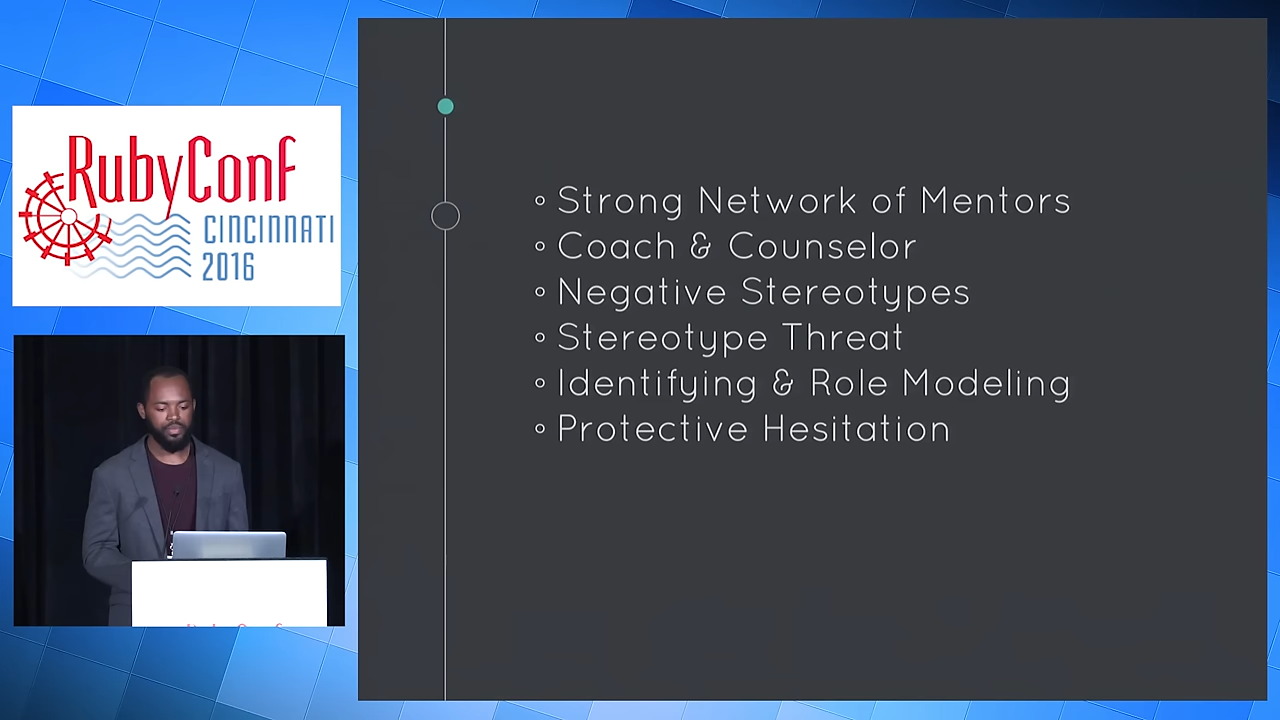 RubyConf
CINCINNATI
2016
Strong Network of Mentors
Coach & Counselor
Negative Stereotypes
Stereotype Threat
Identifying & Role Modeling
Protective Hesitation